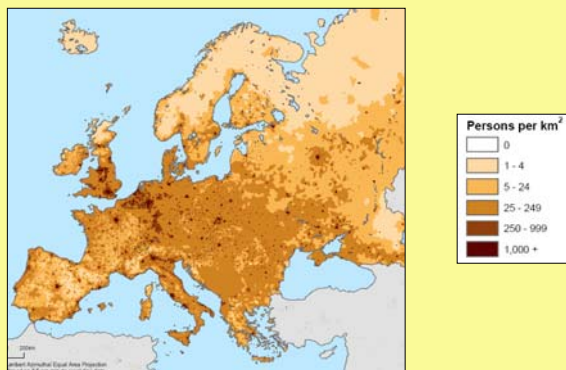 Persons per km²
0
1 - 4
5 - 24
25 - 249
250 - 999
1,000 +
200km
Lambert Azimuthal Equal Area Projection